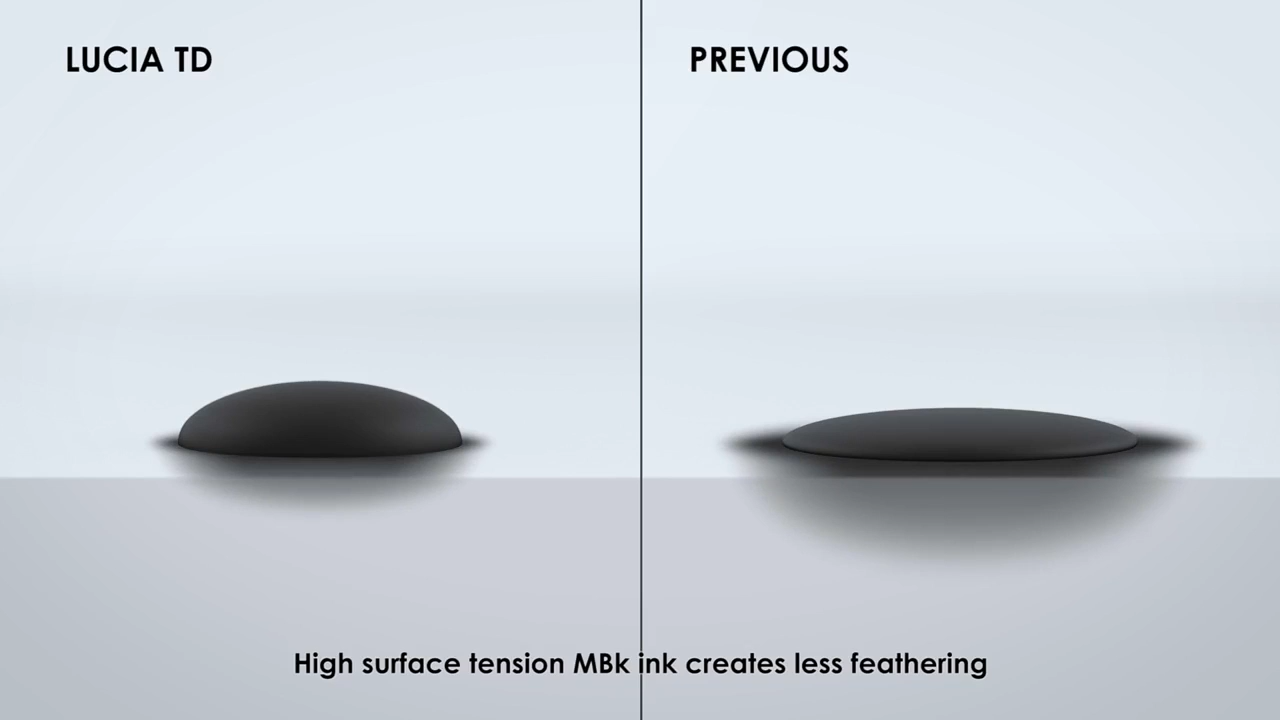 LUCIA TD
PREVIOUS
High surface tension MBk ink creates less feathering